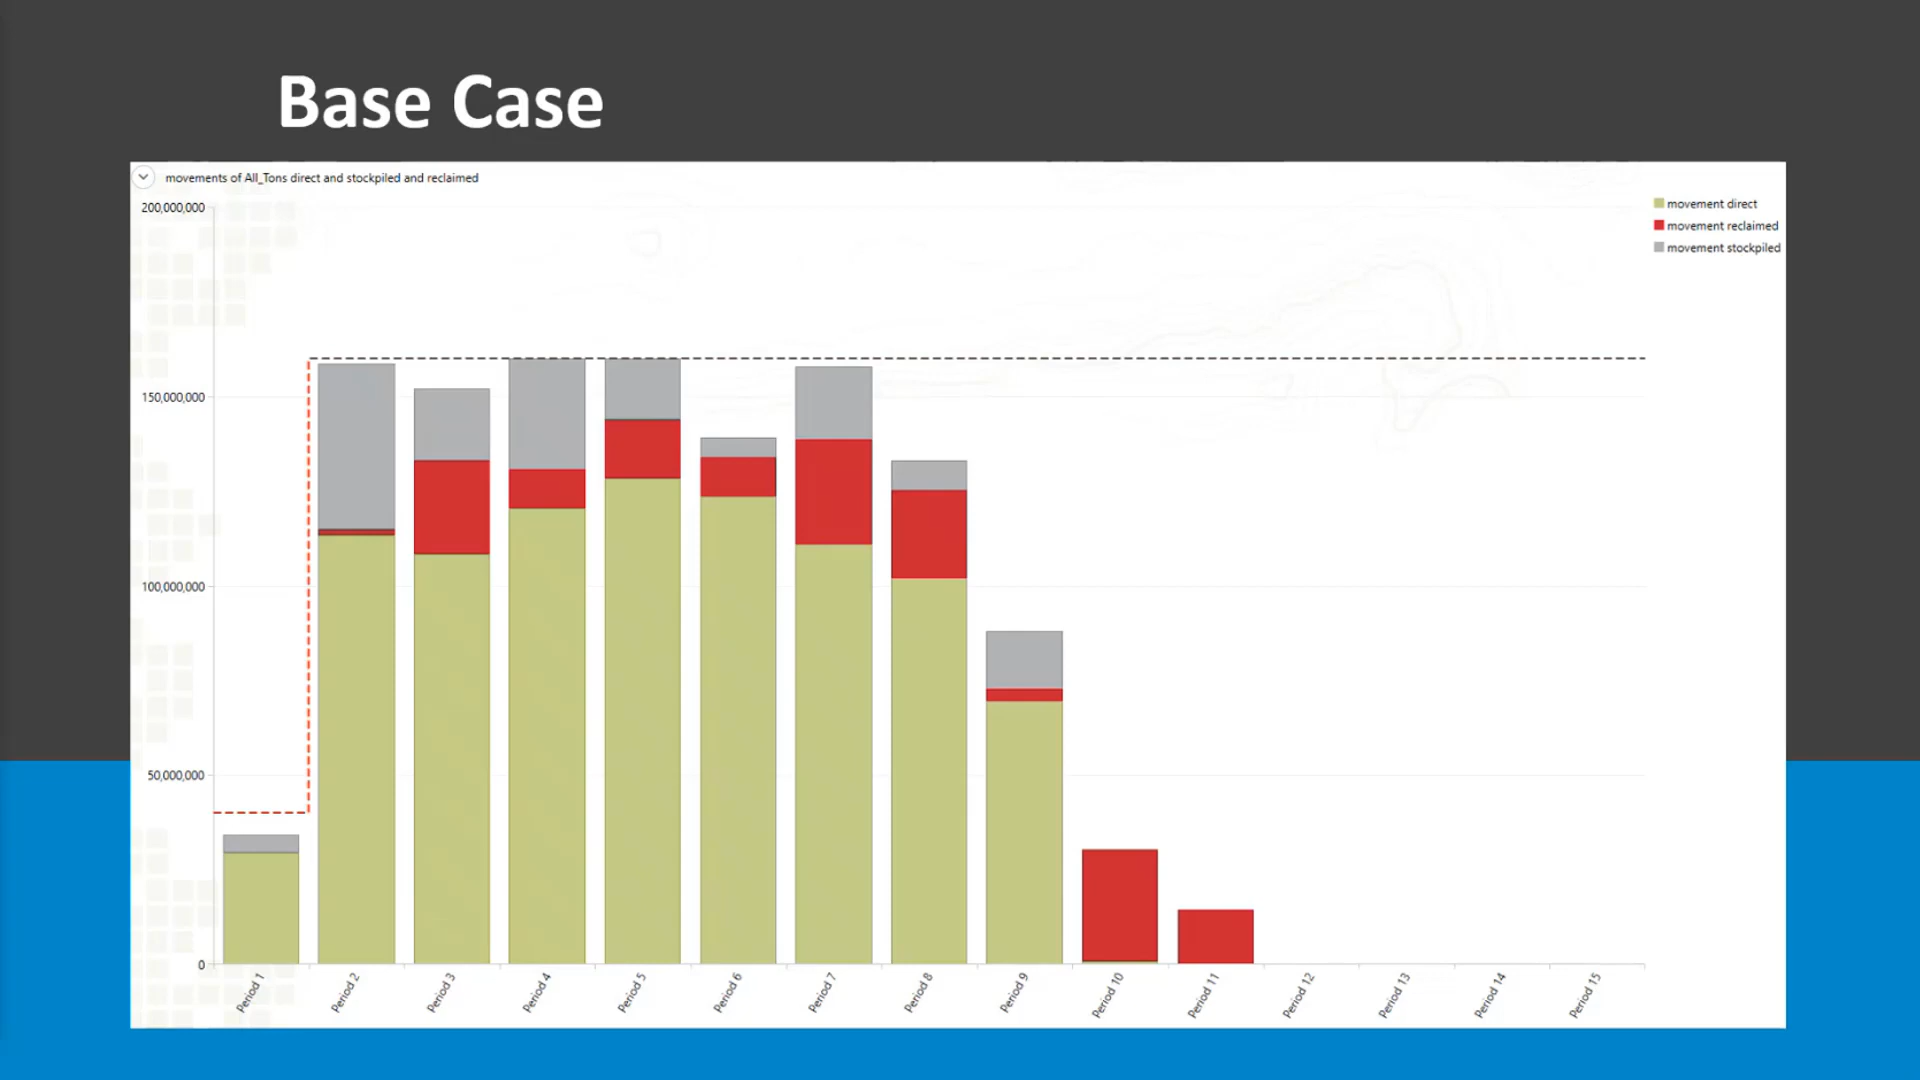 Base Case
movements of All_Tons direct and stockpiled and reclaimed
200,000,000
movement direct
movement reclaimed
movement stockpiled
150,000,000
100,000,000
50,000,000
0
Period 1
Period 2
Period 3
Period 4
Period 5
Period 6
Period 7
Period 8
Period 9
Period 10
Period 11
Period 12
Period 13
Period 14
Period 15